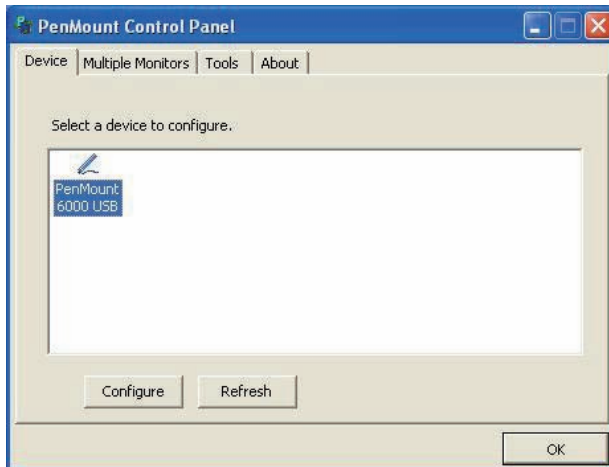 PenMount Control Panel
Device Multiple Monitors Tools About
Select a device to configure.
PenMount
6000 USB
Configure Refresh
OK